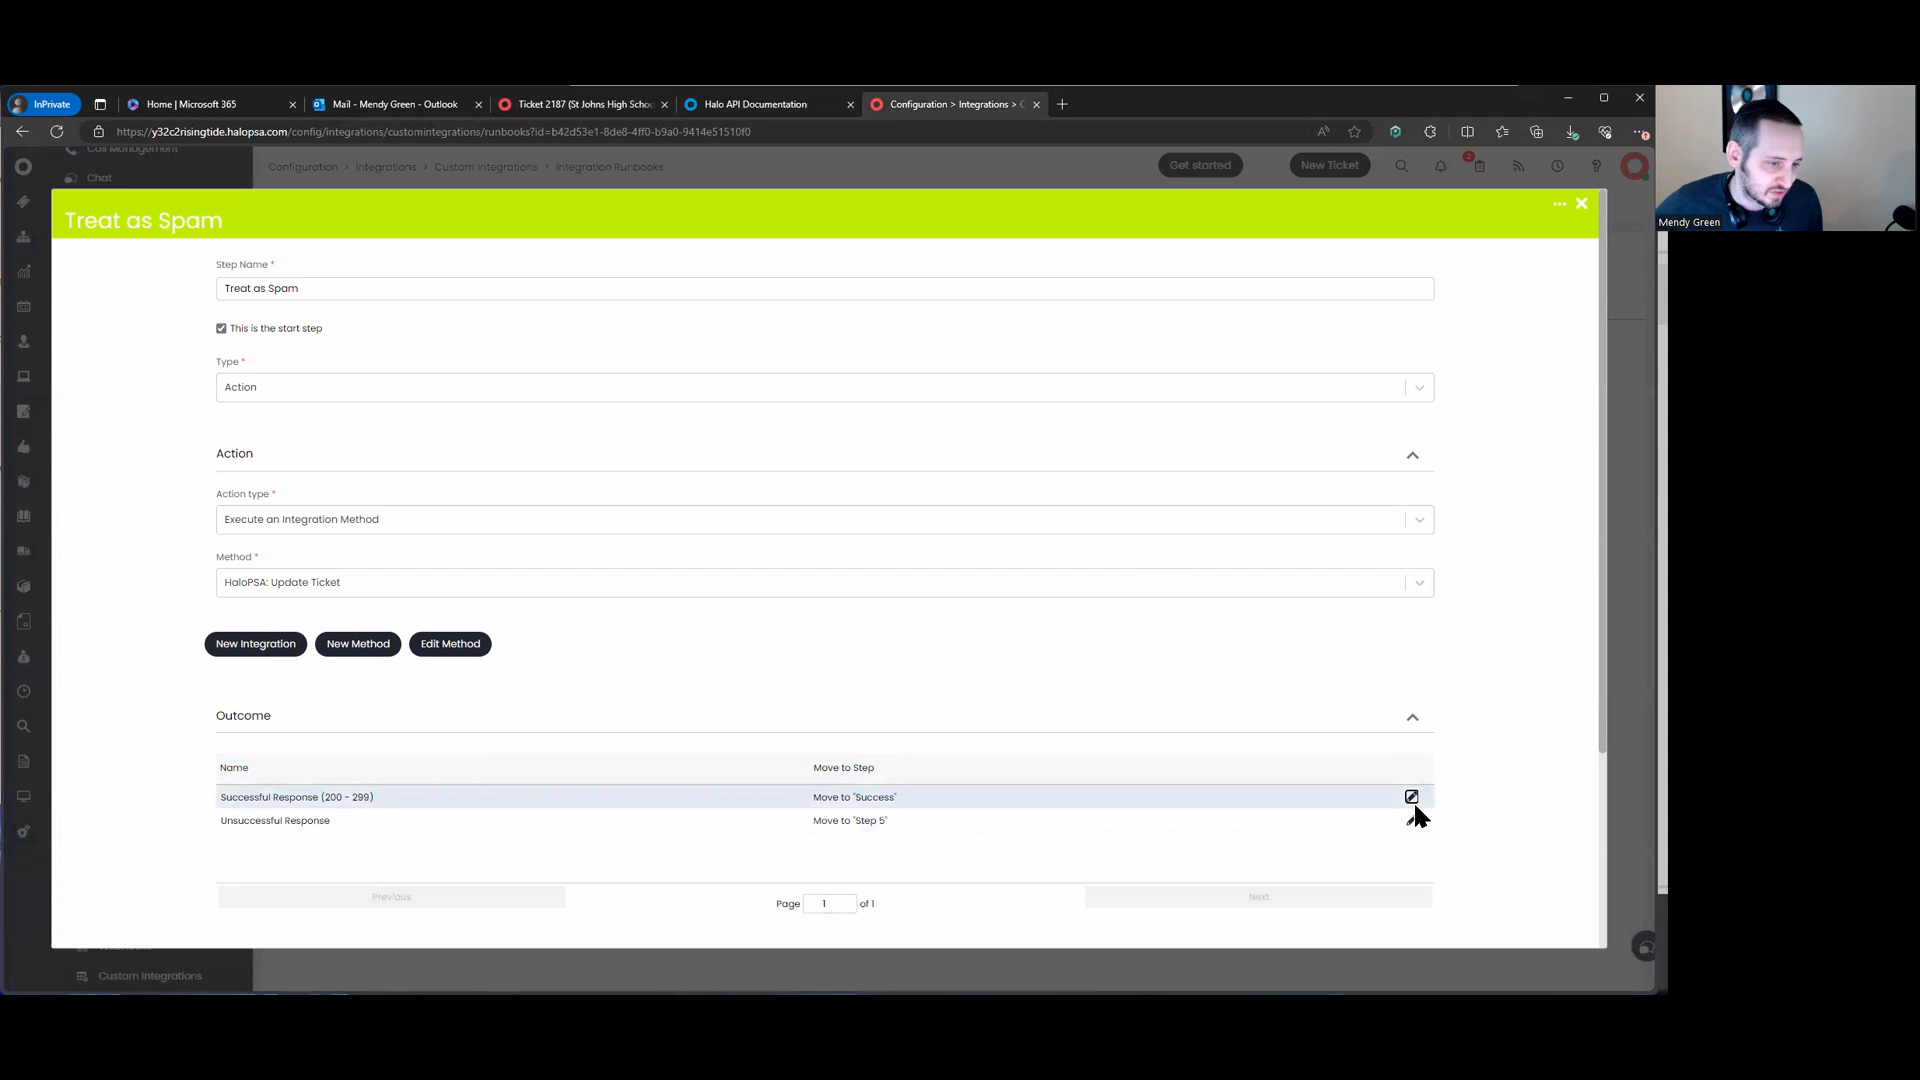 InPrivate
Home | Microsoft 365
Mail - Mendy Green - Outlook
Ticket 2187 (St Johns High Schoo
Halo API Documentation
Configuration > Integrations > C
https://y32c2risingtide.halopsa.com/config/integrations/customintegrations/runbooks?id=b42d53e1-8de8-4ff0-b9a0-9414e51510f0
Call Management
Chat
Configuration > Integrations > Custom Integrations > Integration Runbooks
Get started
New Ticket
2
Mendy Green
Treat as Spam
Step Name *
Treat as Spam
This is the start step
Type *
Action
Action
Action type *
Execute an Integration Method
Method *
HaloPSA: Update Ticket
New Integration
New Method
Edit Method
Outcome
Name
Move to Step
Successful Response (200 - 299)
Move to "Success"
Unsuccessful Response
Move to "Step 5"
Previous
Page 1 of 1
Next
Custom Integrations